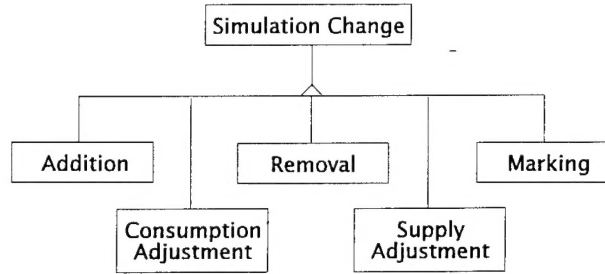 Simulation Change
Addition
Removal
Marking
Consumption
Adjustment
Supply
Adjustment